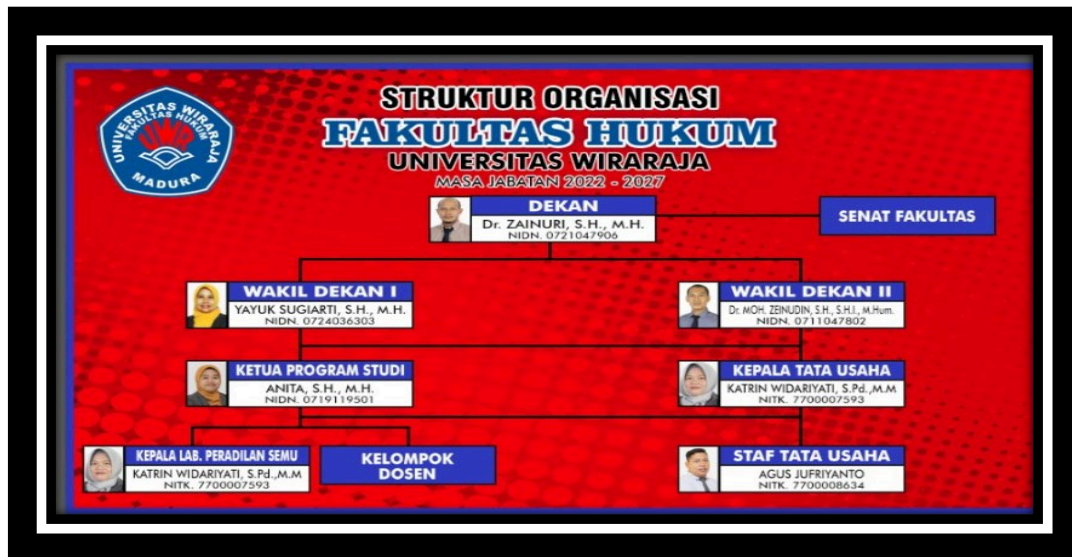 UNIVERSITAS WIRARAJA
FAKULTAS HUKUM
UWR
MADURA
STRUKTUR ORGANISASI
FAKULTAS HUKUM
UNIVERSITAS WIRARAJA
MASA JABATAN 2022 - 2027
DEKAN
Dr. ZAINURI, S.H., M.H.
NIDN. 0721047906
SENAT FAKULTAS
WAKIL DEKAN I
YAYUK SUGIARTI, S.H., M.H.
NIDN. 0724036303
WAKIL DEKAN II
Dr. MOH. ZEINUDIN, S.H., S.H.I., M.Hum.
NIDN. 0711047802
KETUA PROGRAM STUDI
ANITA, S.H., M.H.
NIDN. 0719119501
KEPALA TATA USAHA
KATRIN WIDARIYATI, S.Pd.,M.M
NITK. 7700007593
KEPALA LAB. PERADILAN SEMU
KATRIN WIDARIYATI, S.Pd.,M.M
NITK. 7700007593
KELOMPOK
DOSEN
STAF TATA USAHA
AGUS JUFRIYANTO
NITK. 7700008634